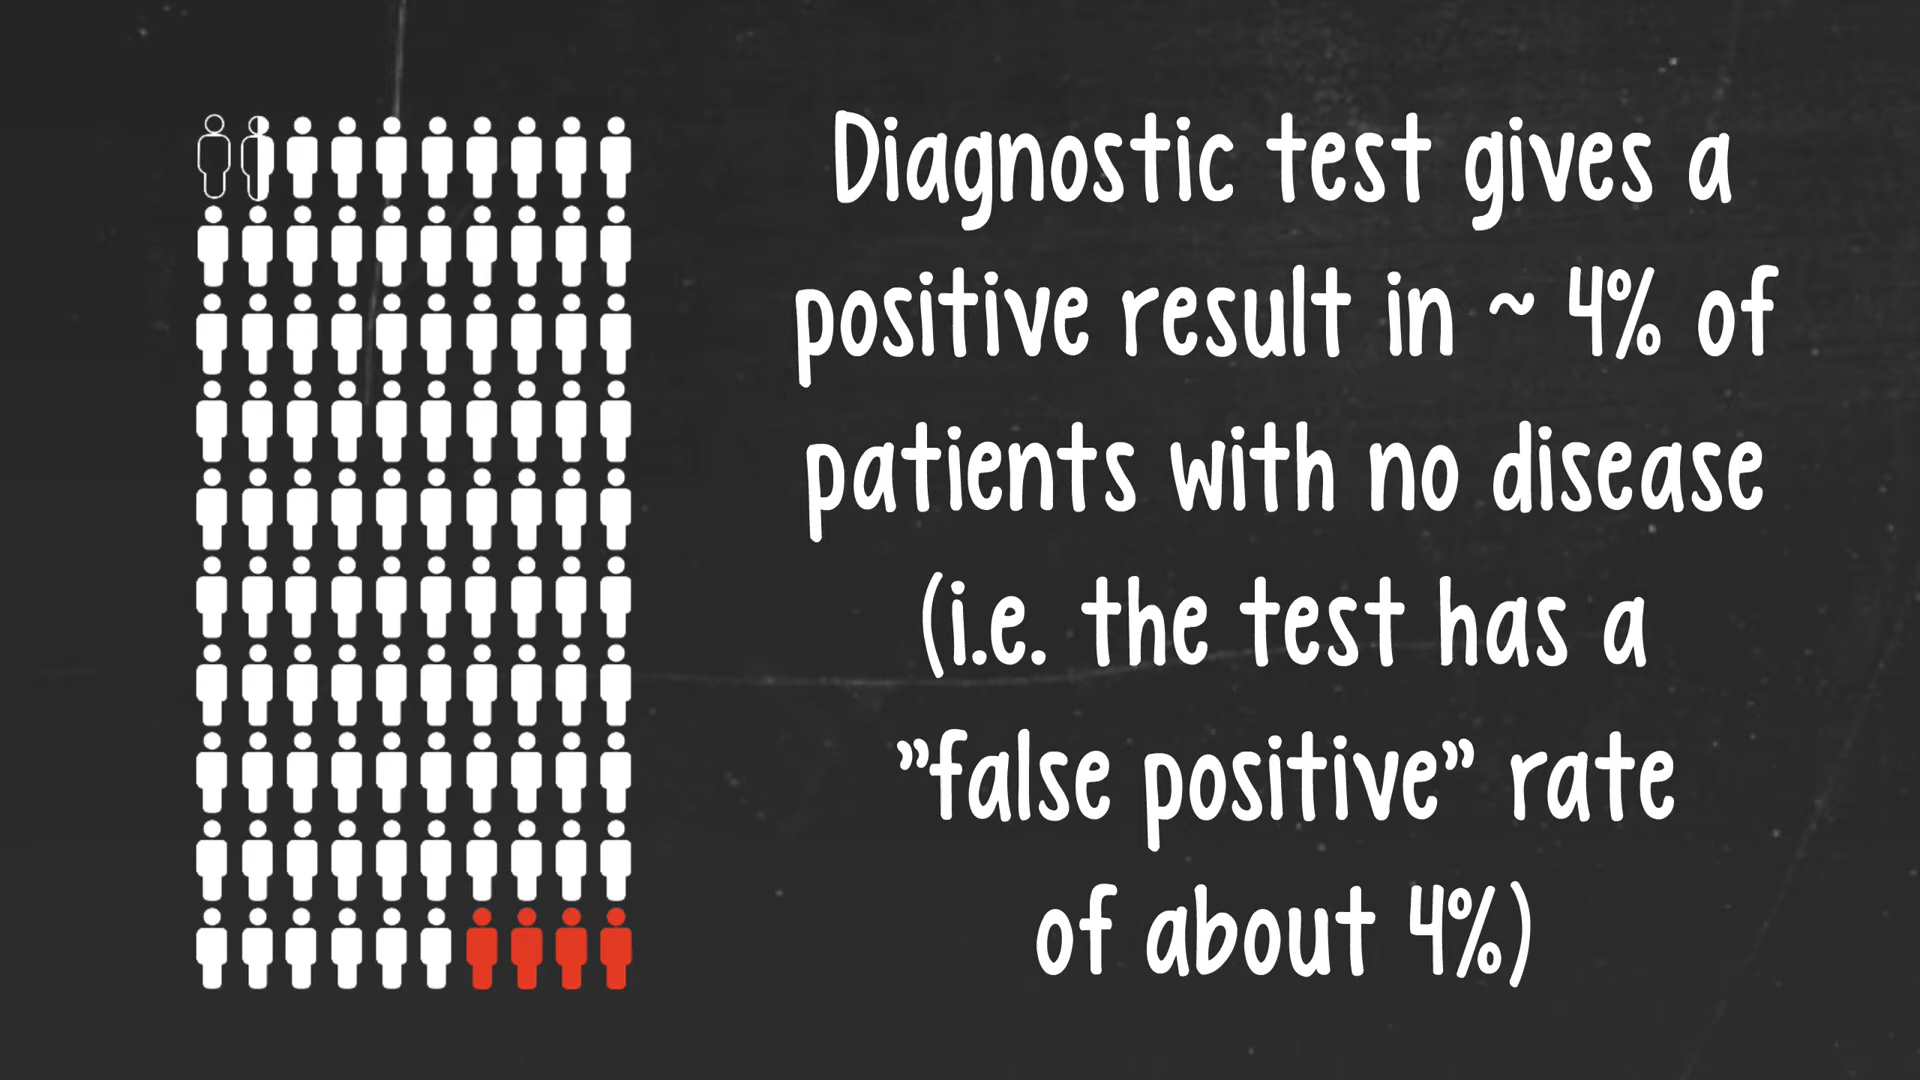 Diagnostic test gives a
positive result in ~ 4% of
patients with no disease
(i.e. the test has a
”false positive” rate
of about 4%)